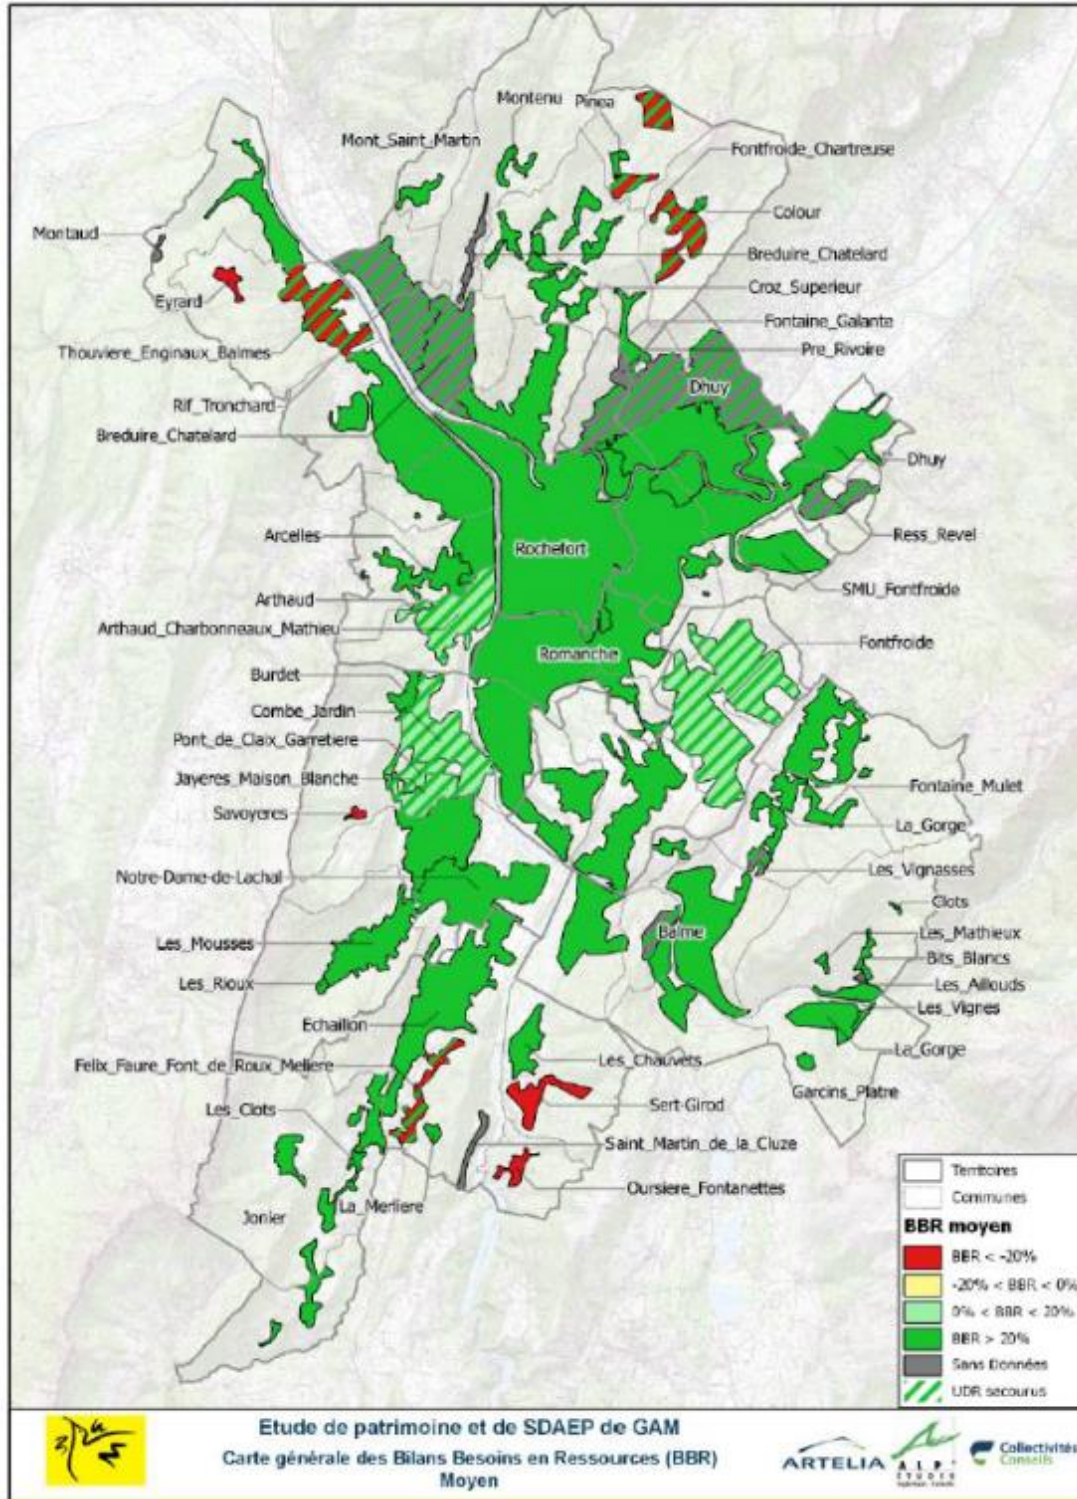 Montenu
Pinea
Mont_Saint_Martin
Fontfroide_Chartreuse
Colour
Montaud
Breduire_Chatelard
Eyrard
Croz_Superieur
Fontaine_Galante
Thouviere_Enginaux_Balmes
Pre_Rivoire
Dhuy
Rif_Tronchard
Breduire_Chatelard
Dhuy
Arcelles
Ress_Revel
Rochefort
SMU_Fontfroide
Arthaud
Arthaud_Charbonneaux_Mathieu
Fontfroide
Romanche
Burdet
Combe_Jardin
Pont_de_Claix_Garretiere
Jayeres_Maison_Blanche
Fontaine_Mulet
Savoyeres
La_Gorge
Les_Vignasses
Notre-Dame-de-Lachal
Clots
Les_Mousses
Balme
Les_Mathieux
Bits_Blancs
Les_Rioux
Les_Aillouds
Les_Vignes
Echaillon
La_Gorge
Les_Chauvets
Felix_Faure_Font_de_Roux_Meliere
Garcins_Platre
Sert-Girod
Les_Clots
Saint_Martin_de_la_Cluze
Oursiere_Fontanettes
La_Merliere
Jonier
Territoires
Communes
BBR moyen
BBR < -20%
-20% < BBR < 0%
0% < BBR < 20%
BBR > 20%
Sans Données
UDR secourus
Etude de patrimoine et de SDAEP de GAM
Carte générale des Bilans Besoins en Ressources (BBR)
Moyen
ARTELIA
ALP'
ETUDES
Collectivités
Conseils